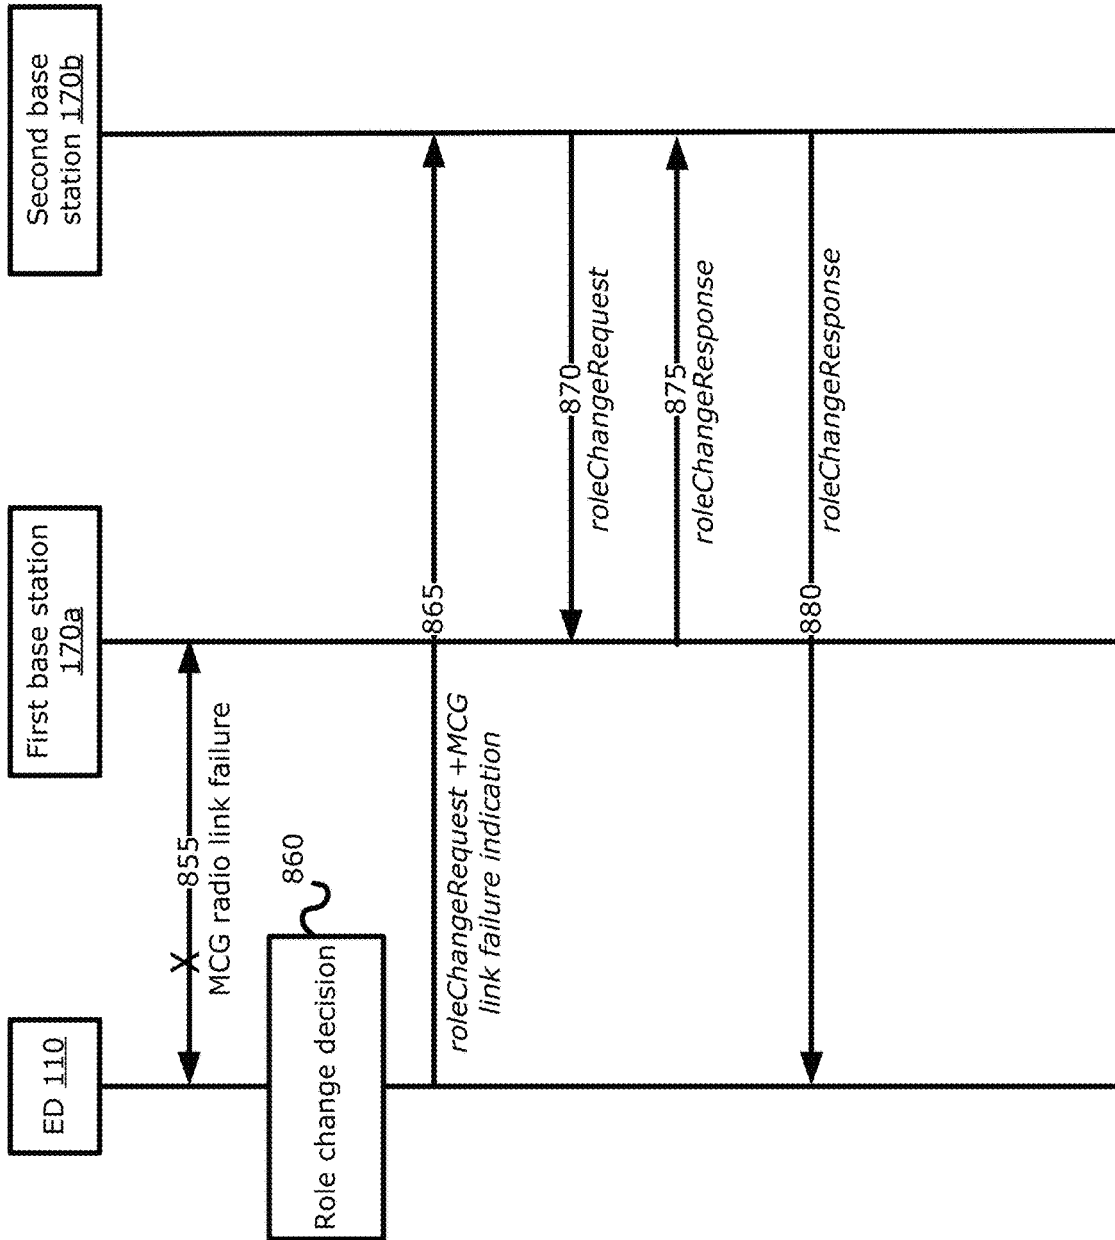 ED 110
First base station
170a
Second base
station 170b
855
MCG radio link failure
860
Role change decision
865
roleChangeRequest +MCG
link failure indication
870
roleChangeRequest
875
roleChangeResponse
880
roleChangeResponse